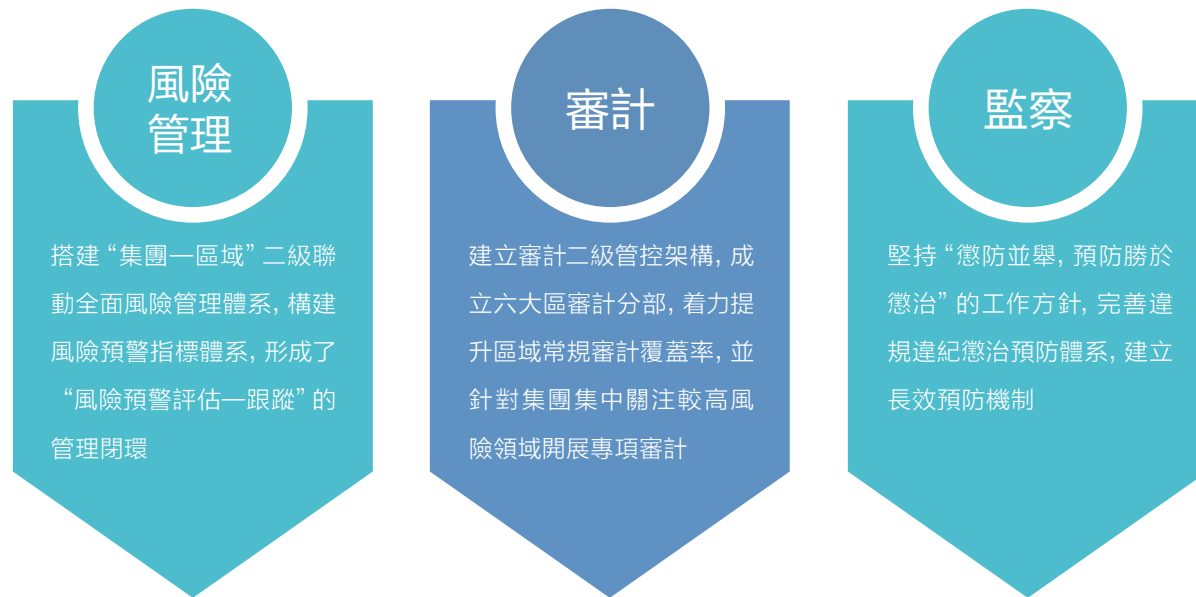 風險
管理
搭建“集團—區域”二級聯
動全面風險管理體系, 構建
風險預警指標體系, 形成了
“風險預警評估—跟蹤”的
管理閉環
審計
建立審計二級管控架構, 成
立六大區審計分部, 着力提
升區域常規審計覆蓋率, 並
針對集團集中關注較高風
險領域開展專項審計
監察
堅持“懲防並舉, 預防勝於
懲治”的工作方針, 完善違
規違紀懲治預防體系, 建立
長效預防機制